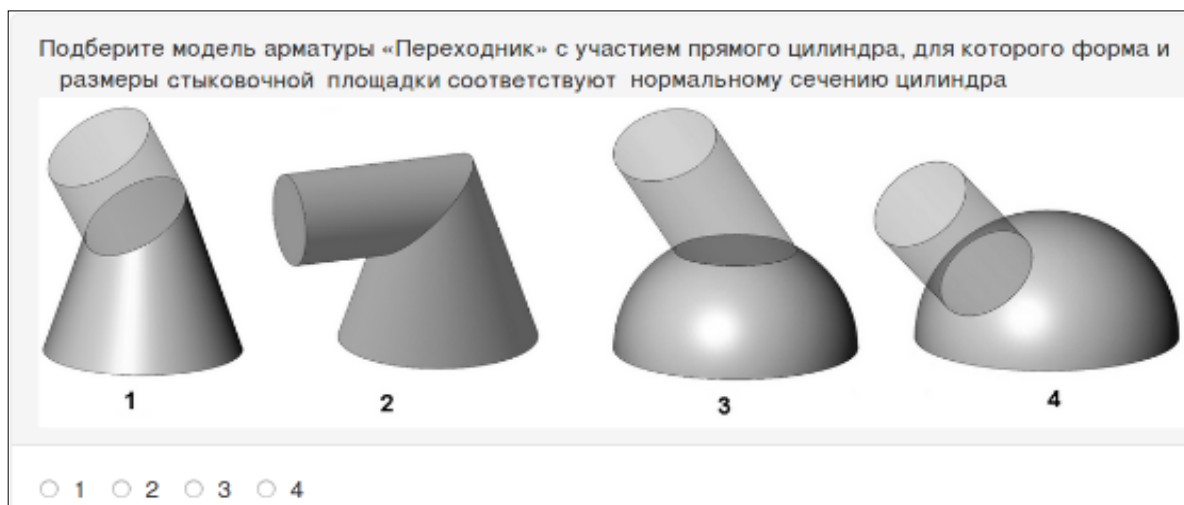 Подберите модель арматуры «Переходник» с участием прямого цилиндра, для которого форма и
размеры стыковочной площадки соответствуют нормальному сечению цилиндра
1 2 3 4
1 2 3 4